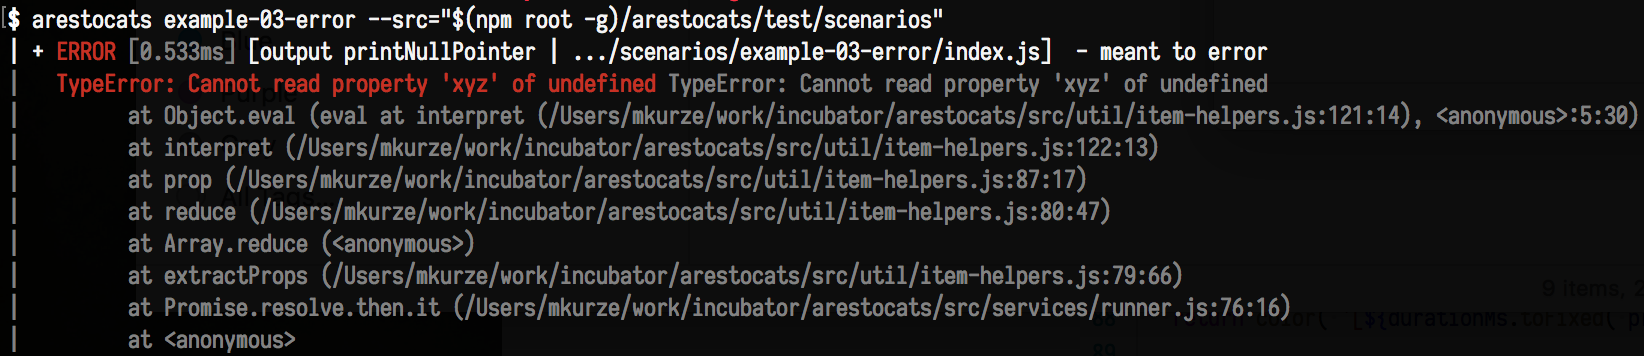 $ arestocats example-03-error --src="$(npm root -g)/arestocats/test/scenarios"
| + ERROR [0.533ms] [output printNullPointer | .../scenarios/example-03-error/index.js]  - meant to error
|   TypeError: Cannot read property 'xyz' of undefined TypeError: Cannot read property 'xyz' of undefined
|         at Object.eval (eval at interpret (/Users/mkurze/work/incubator/arestocats/src/util/item-helpers.js:121:14), <anonymous>:5:30)
|         at interpret (/Users/mkurze/work/incubator/arestocats/src/util/item-helpers.js:122:13)
|         at prop (/Users/mkurze/work/incubator/arestocats/src/util/item-helpers.js:87:17)
|         at reduce (/Users/mkurze/work/incubator/arestocats/src/util/item-helpers.js:80:47)
|         at Array.reduce (<anonymous>)
|         at extractProps (/Users/mkurze/work/incubator/arestocats/src/util/item-helpers.js:79:66)
|         at Promise.resolve.then.it (/Users/mkurze/work/incubator/arestocats/src/services/runner.js:76:16)
|         at <anonymous>